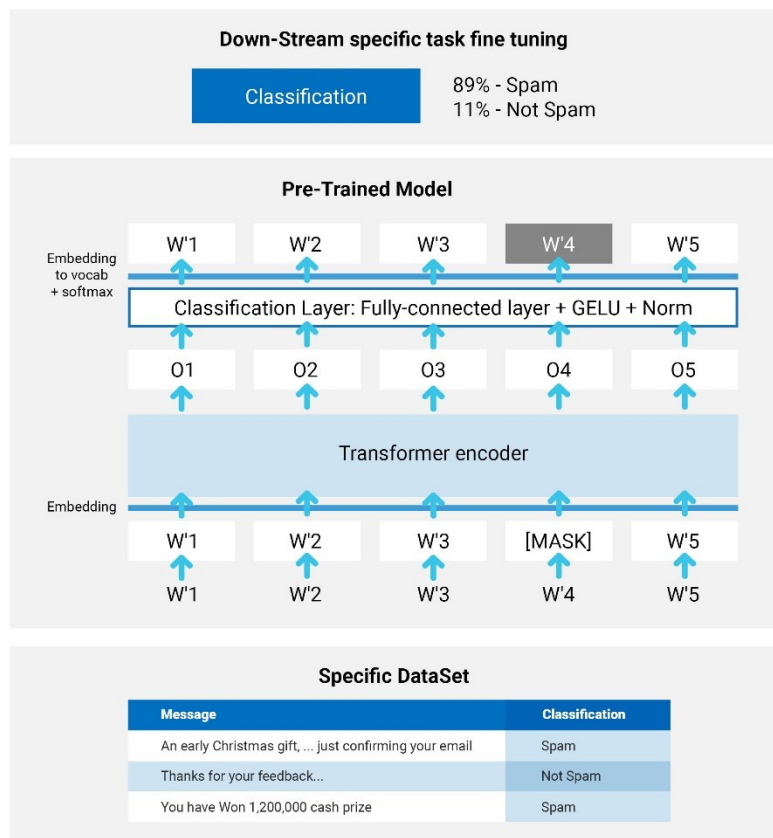 Down-Stream specific task fine tuning
Classification
89% - Spam
11% - Not Spam
Pre-Trained Model
W'1 W'2 W'3 W'4 W'5
Embedding
to vocab
+ softmax
Classification Layer: Fully-connected layer + GELU + Norm
O1 O2 O3 O4 O5
Transformer encoder
Embedding
W'1 W'2 W'3 [MASK] W'5
W'1 W'2 W'3 W'4 W'5
Specific DataSet
Message Classification
An early Christmas gift, ... just confirming your email Spam
Thanks for your feedback... Not Spam
You have Won 1,200,000 cash prize Spam